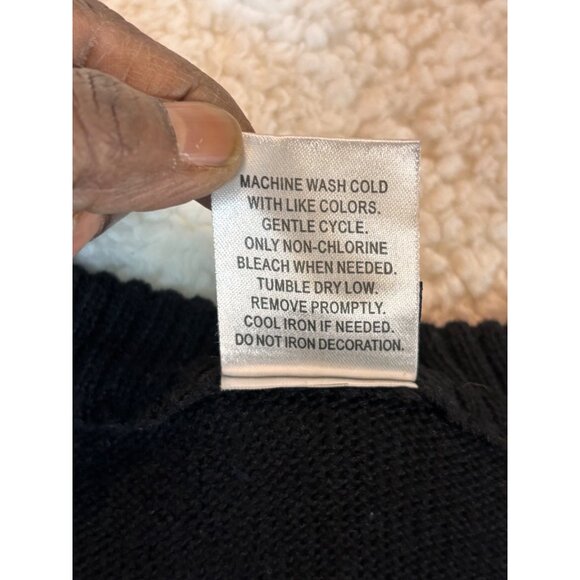 MACHINE WASH COLD
WITH LIKE COLORS.
GENTLE CYCLE.
ONLY NON-CHLORINE
BLEACH WHEN NEEDED.
TUMBLE DRY LOW.
REMOVE PROMPTLY.
COOL IRON IF NEEDED.
DO NOT IRON DECORATION.